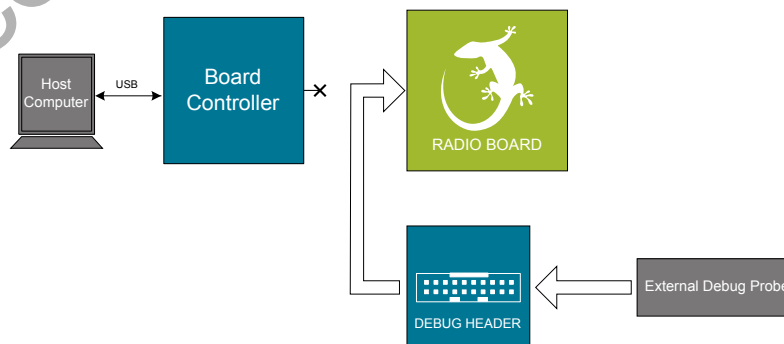 Host
Computer
USB
Board
Controller
RADIO BOARD
DEBUG HEADER
External Debug Probe